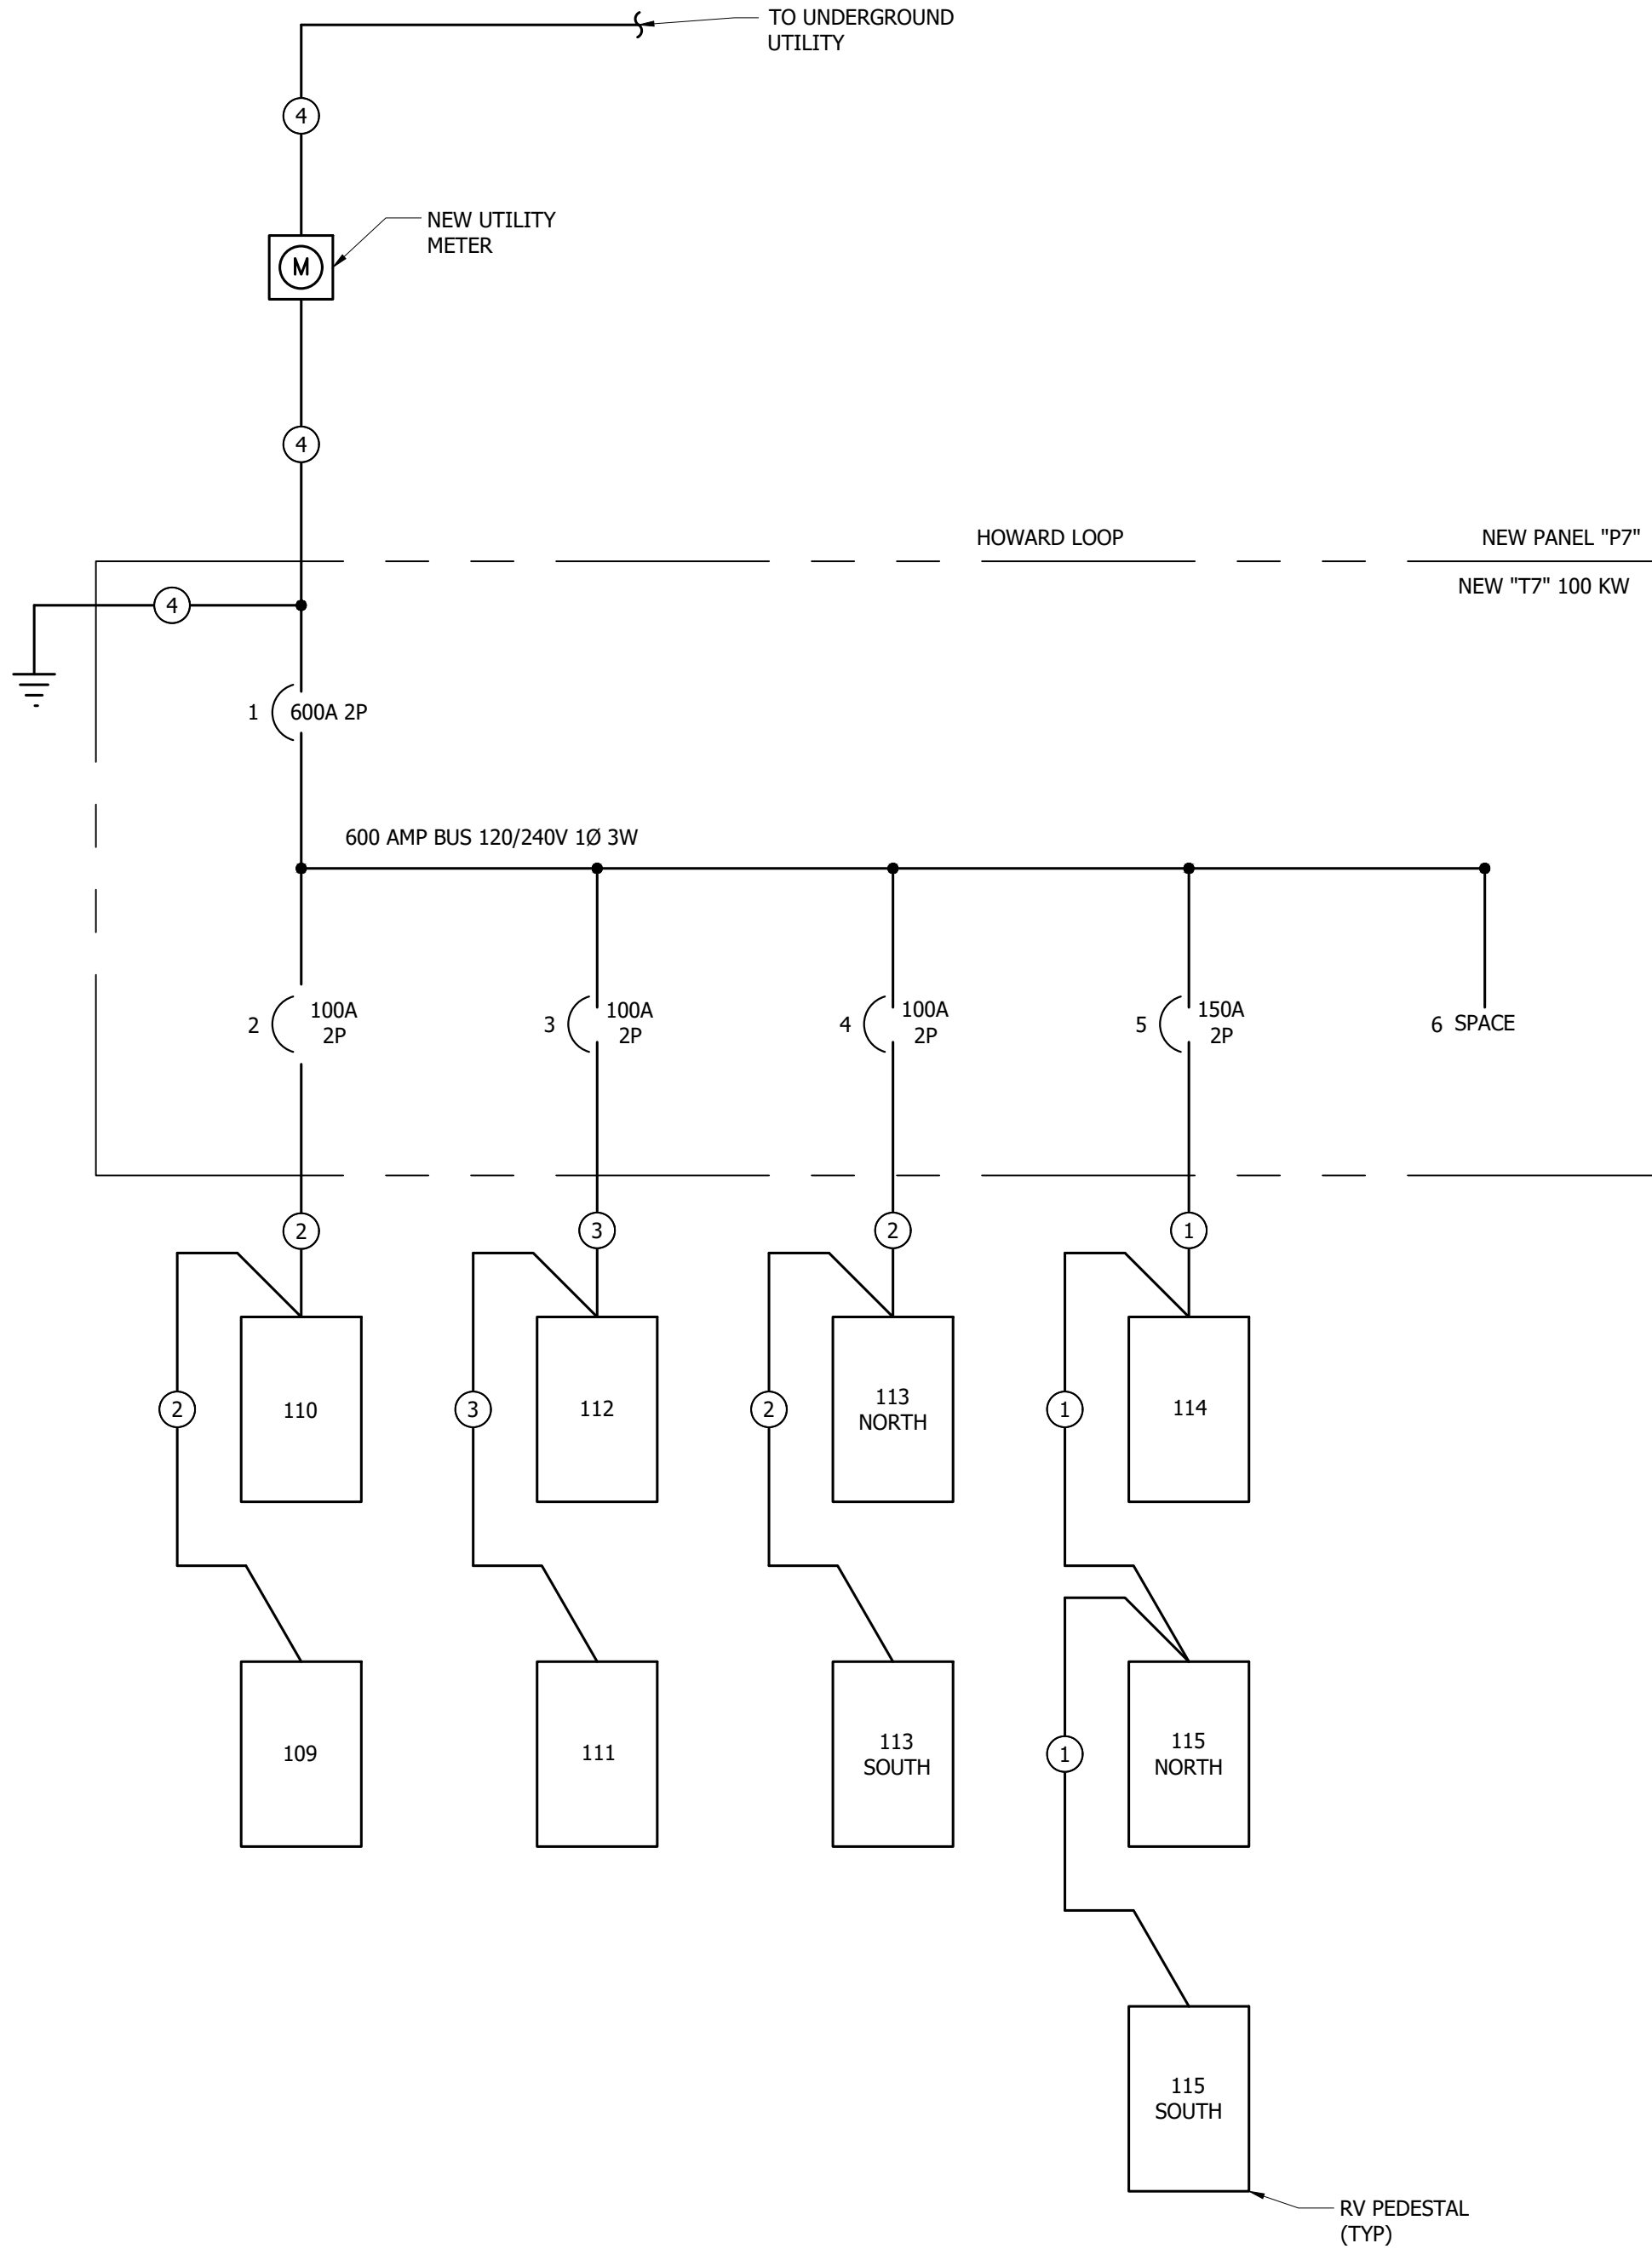 TO UNDERGROUND
UTILITY
4
NEW UTILITY
METER
M
4
HOWARD LOOP
NEW PANEL "P7"
NEW "T7" 100 KW
4
1 600A 2P
600 AMP BUS 120/240V 1Ø 3W
2 100A
2P
3 100A
2P
4 100A
2P
5 150A
2P
6 SPACE
2
3
2
1
2
110
3
112
2
113
NORTH
1
114
109
111
113
SOUTH
1
115
NORTH
115
SOUTH
RV PEDESTAL
(TYP)